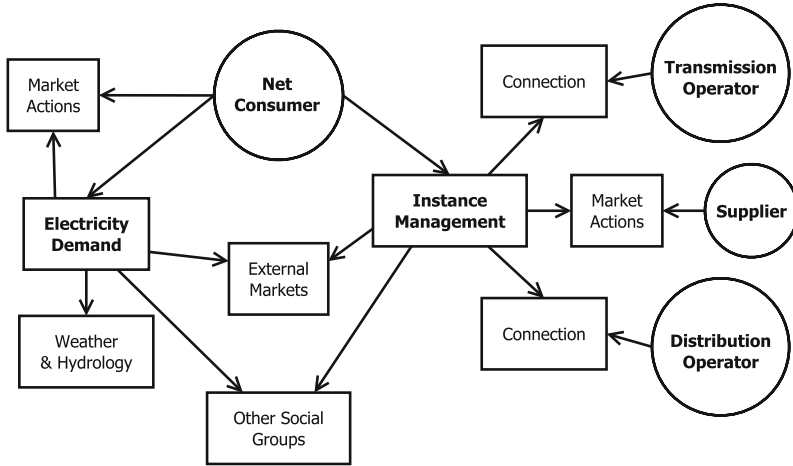 Market
Actions
Net
Consumer
Connection
Transmission
Operator
Electricity
Demand
Instance
Management
Market
Actions
Supplier
External
Markets
Weather
& Hydrology
Connection
Distribution
Operator
Other Social
Groups